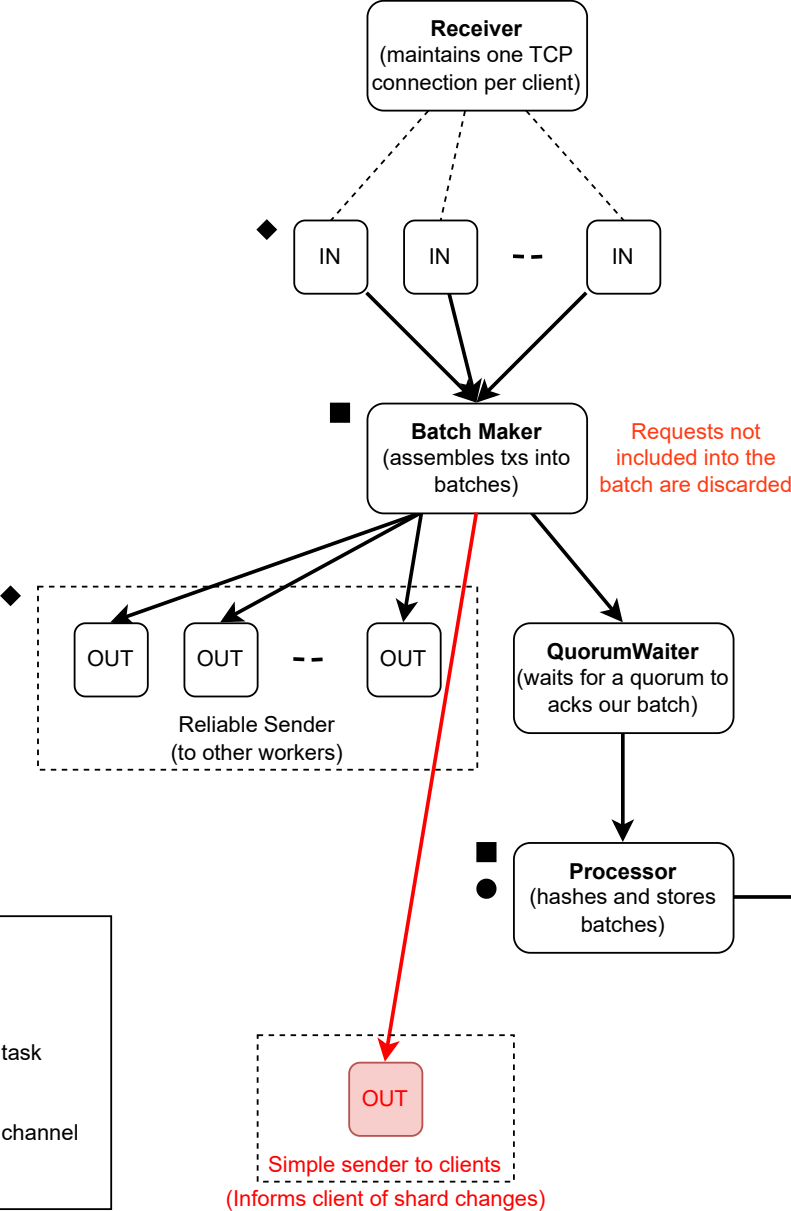 Receiver
(maintains one TCP
connection per client)
IN
IN
IN
Batch Maker
(assembles txs into
batches)
Requests not
included into the
batch are discarded
OUT
OUT
OUT
Reliable Sender
(to other workers)
QuorumWaiter
(waits for a quorum to
acks our batch)
Processor
(hashes and stores
batches)
task
channel
OUT
Simple sender to clients
(Informs client of shard changes)